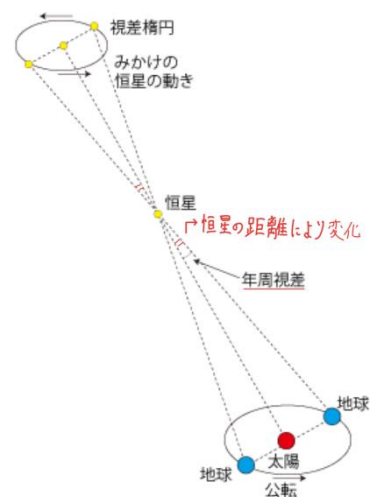 視差楕円
みかけの
恒星の動き
恒星
恒星の距離により変化
年周視差
地球
太陽
地球
公転